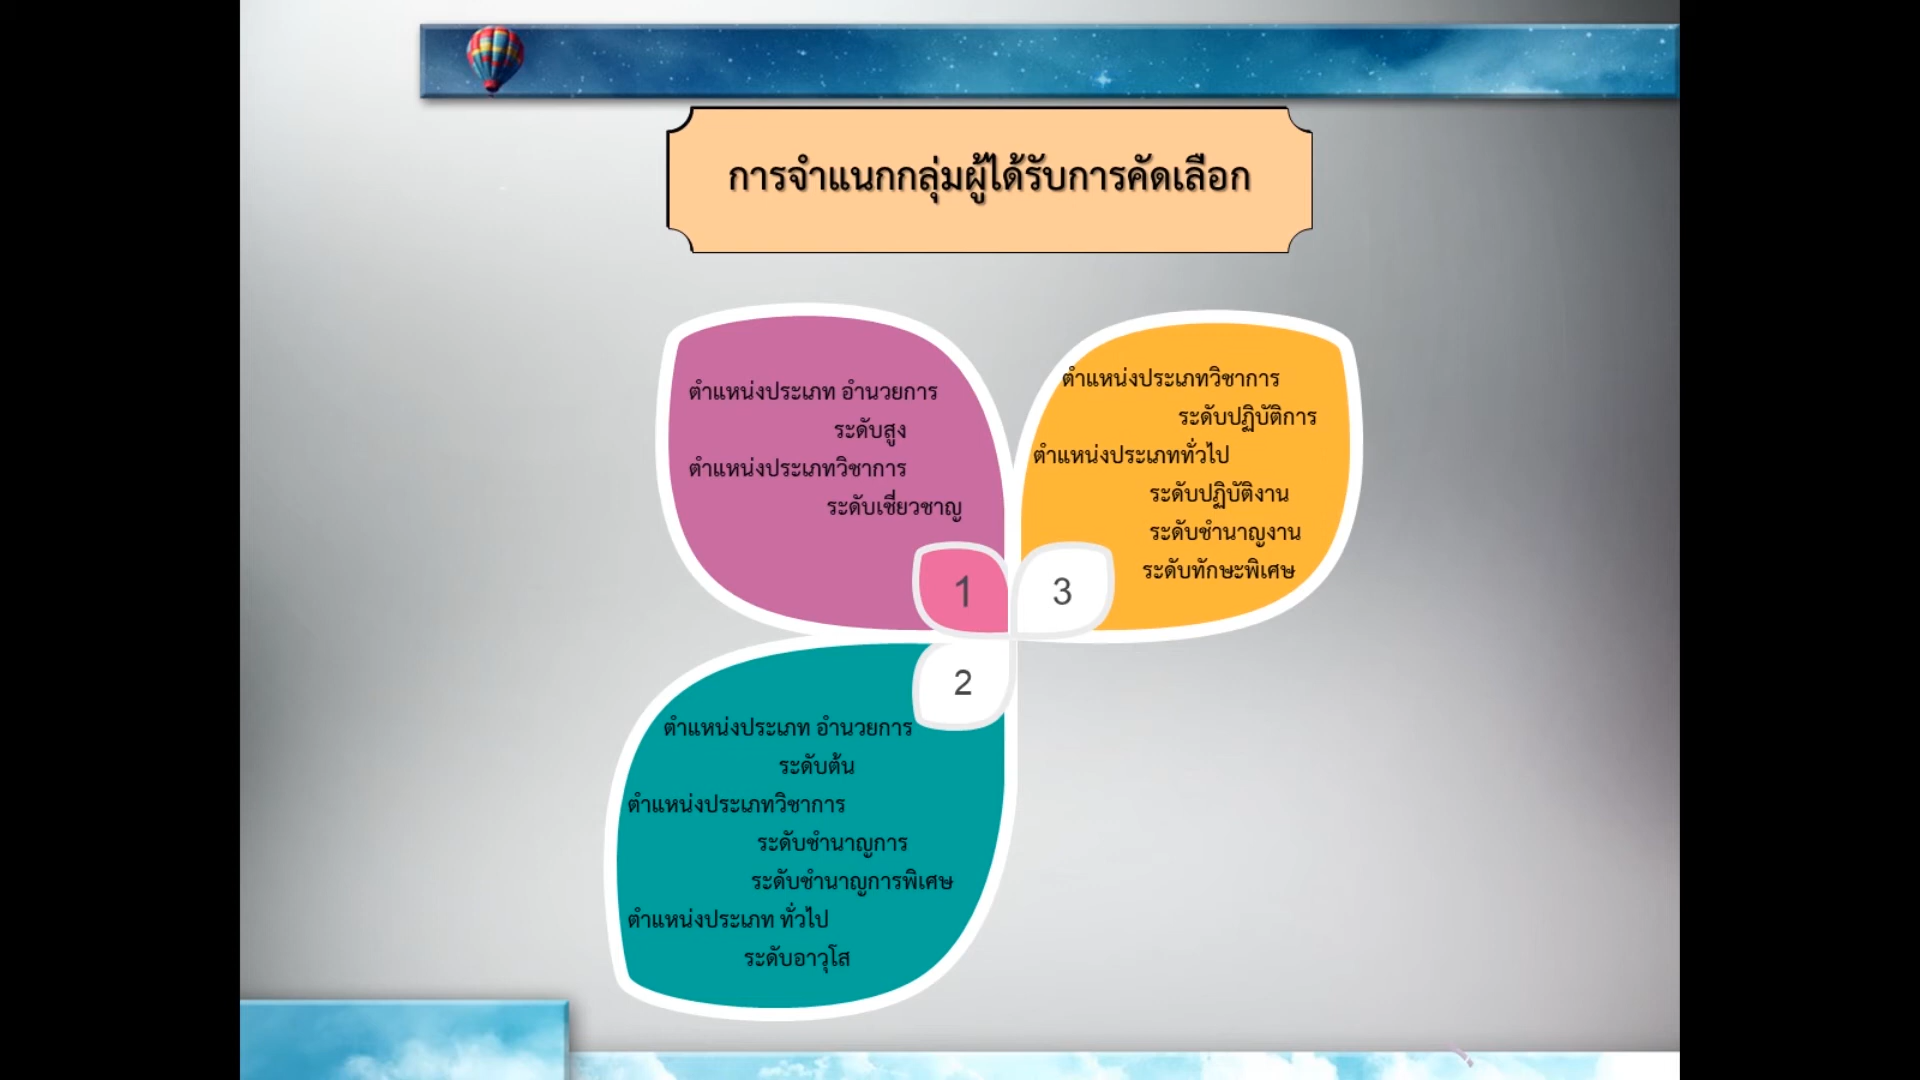 การจำแนกกลุ่มผู้ได้รับการคัดเลือก
ตำแหน่งประเภท อำนวยการ
ระดับสูง
ตำแหน่งประเภทวิชาการ
ระดับเชี่ยวชาญ
1
2
ตำแหน่งประเภท อำนวยการ
ระดับต้น
ตำแหน่งประเภทวิชาการ
ระดับชำนาญการ
ระดับชำนาญการพิเศษ
ตำแหน่งประเภท ทั่วไป
ระดับอาวุโส
ตำแหน่งประเภทวิชาการ
ระดับปฏิบัติการ
ตำแหน่งประเภททั่วไป
ระดับปฏิบัติงาน
ระดับชำนาญงาน
ระดับทักษะพิเศษ
3